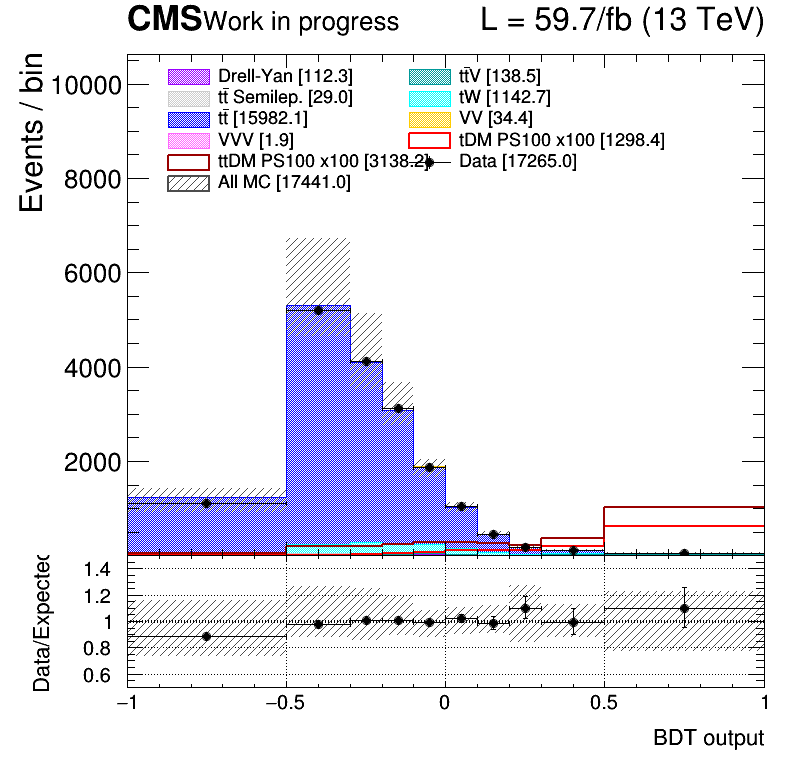 CMS Work in progress L = 59.7/fb (13 TeV)
Events / bin
10000
8000
6000
4000
2000
Drell-Yan [112.3] tt̄V [138.5]
tt̄ Semilep. [29.0] tW [1142.7]
tt̄ [15982.1] VV [34.4]
VVV [1.9] tDM PS100 x100 [1298.4]
ttDM PS100 x100 [3138.2] Data [17265.0]
All MC [17441.0]
Data/Expected
1.4
1.2
1
0.8
0.6
−1 −0.5 0 0.5 1
BDT output